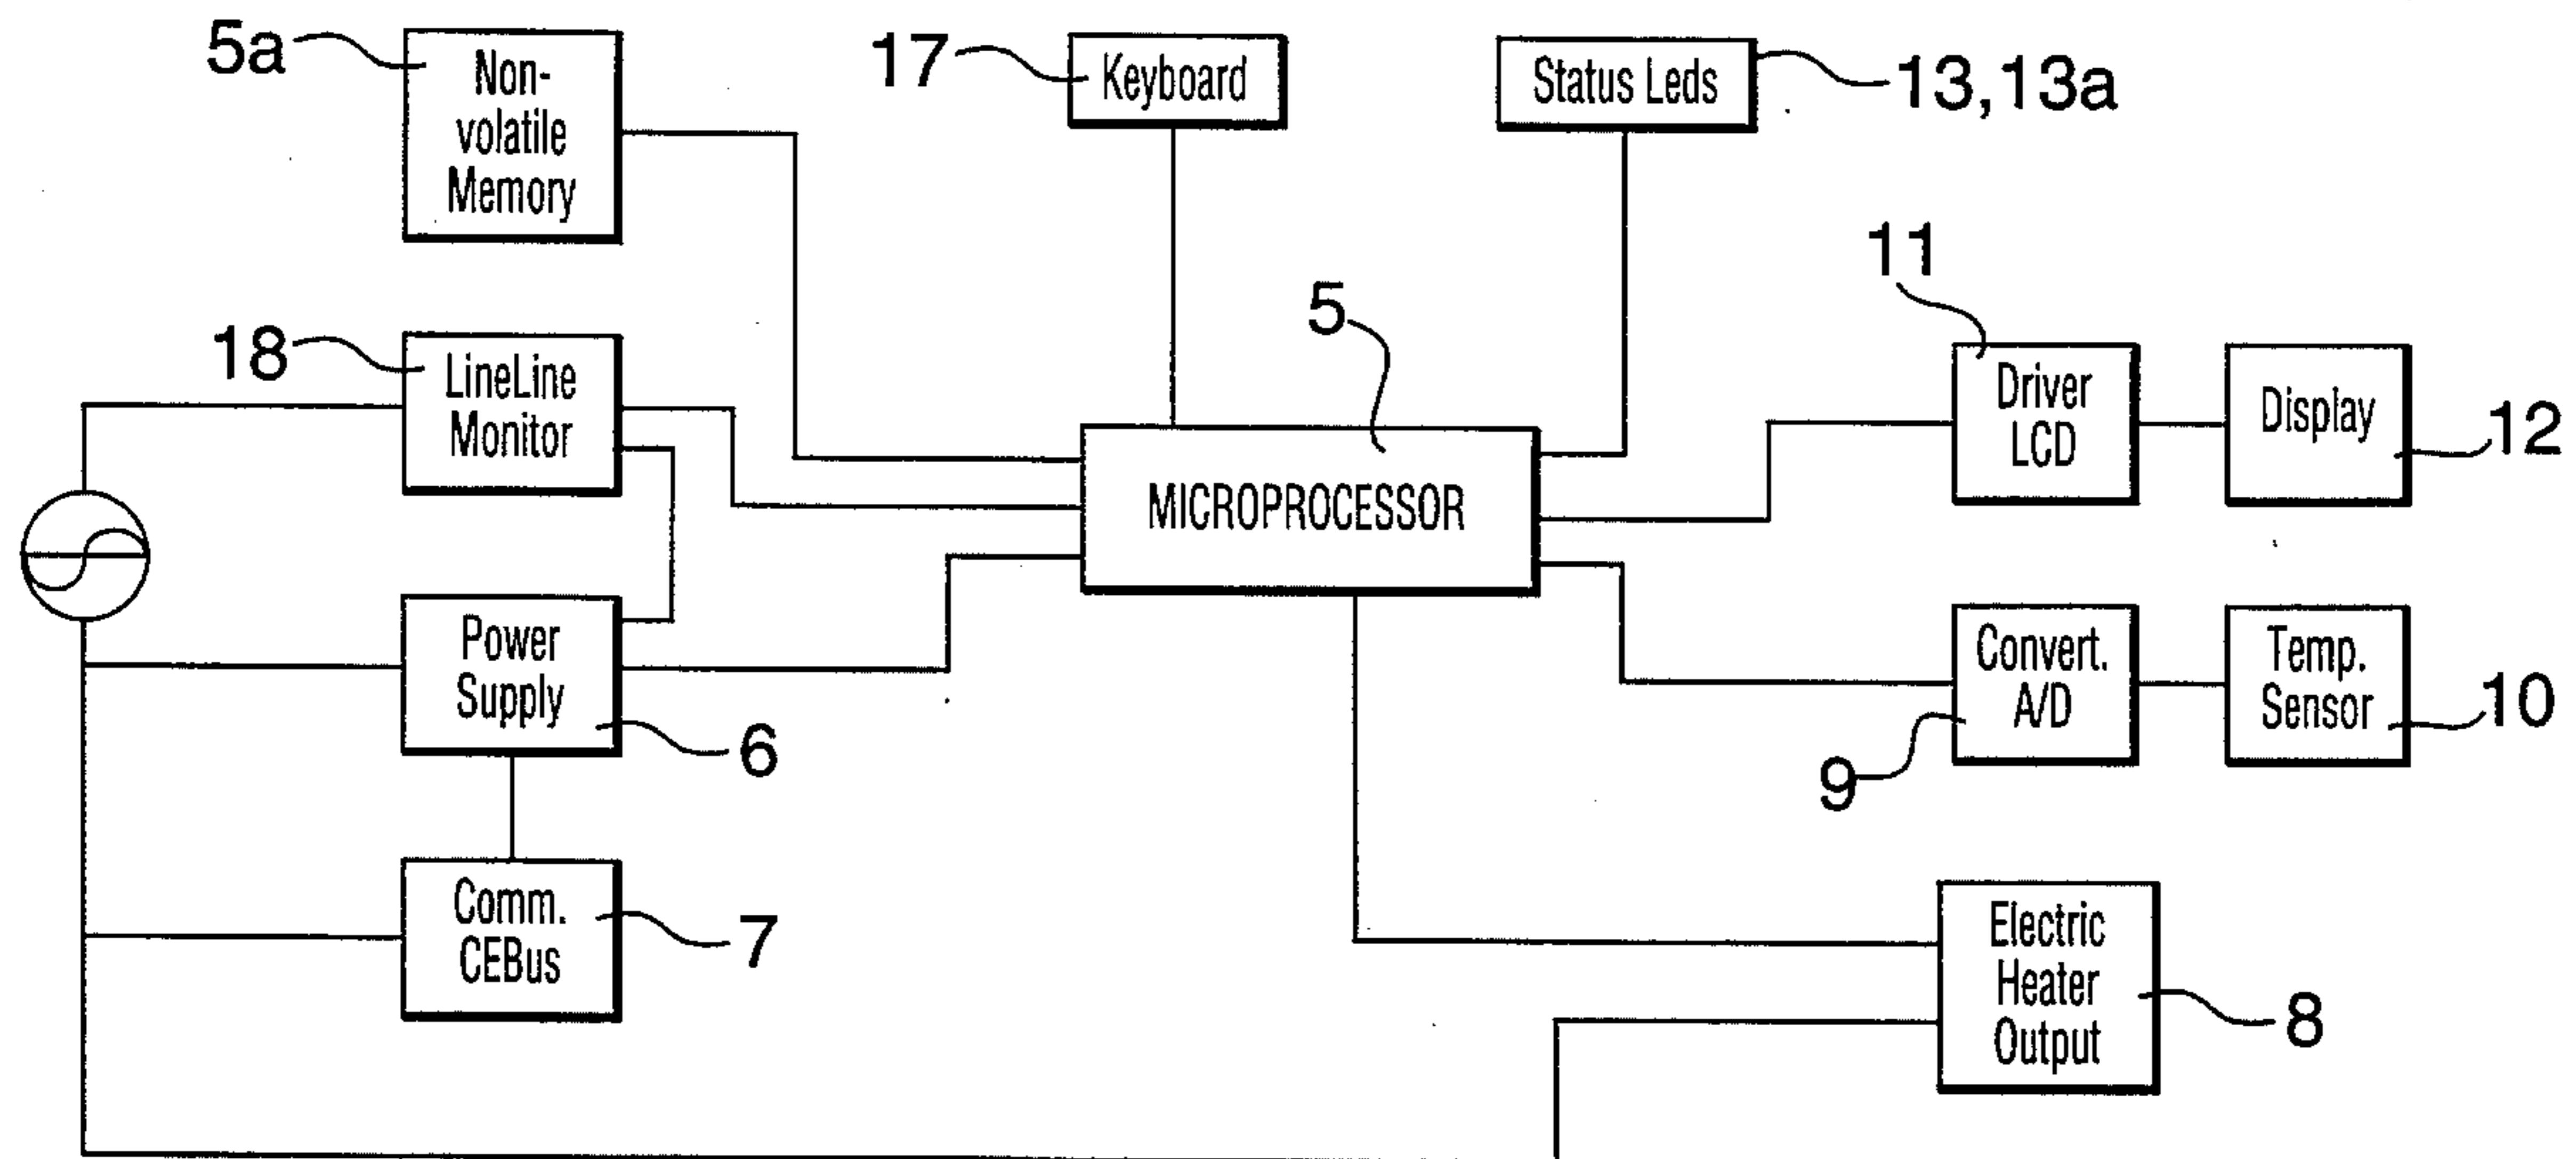 5a
Non-
volatile
Memory
17
Keyboard
Status Leds
13,13a
18
LineLine
Monitor
5
MICROPROCESSOR
11
Driver
LCD
Display
12
Power
Supply
6
Convert.
A/D
9
Temp.
Sensor
10
Comm.
CEBus
7
Electric
Heater
Output
8